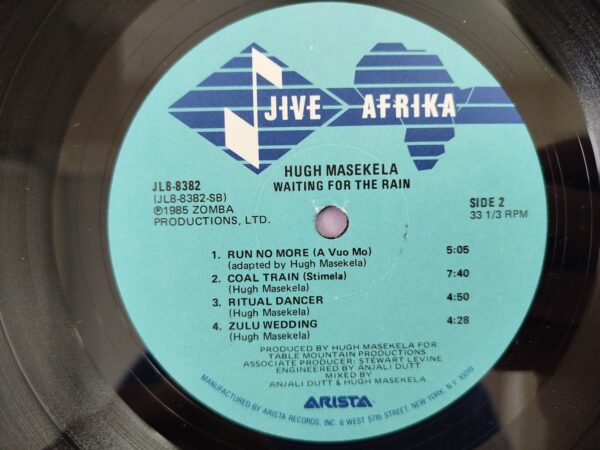 JIVE AFRIKA
HUGH MASEKELA
WAITING FOR THE RAIN
JL8-8382
(JL8-8382-SB)
℗1985 ZOMBA
PRODUCTIONS, LTD.
SIDE 2
33 1/3 RPM
1. RUN NO MORE (A Vuo Mo) 5:05
(adapted by Hugh Masekela)
2. COAL TRAIN (Stimela) 7:40
(Hugh Masekela)
3. RITUAL DANCER 4:50
(Hugh Masekela)
4. ZULU WEDDING 4:28
(Hugh Masekela)
PRODUCED BY HUGH MASEKELA FOR
TABLE MOUNTAIN PRODUCTIONS
ASSOCIATE PRODUCER: STEWART LEVINE
ENGINEERED BY ANJALI DUTT
MIXED BY
ANJALI DUTT & HUGH MASEKELA
ARISTA
MANUFACTURED BY ARISTA RECORDS, INC. 6 WEST 57th STREET, NEW YORK, N.Y. 10019